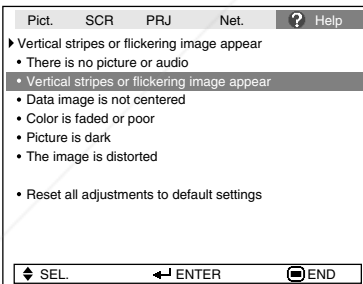 Pict. SCR PRJ Net. ? Help
Vertical stripes or flickering image appear
• There is no picture or audio
• Vertical stripes or flickering image appear
• Data image is not centered
• Color is faded or poor
• Picture is dark
• The image is distorted
• Reset all adjustments to default settings
SEL. ENTER END